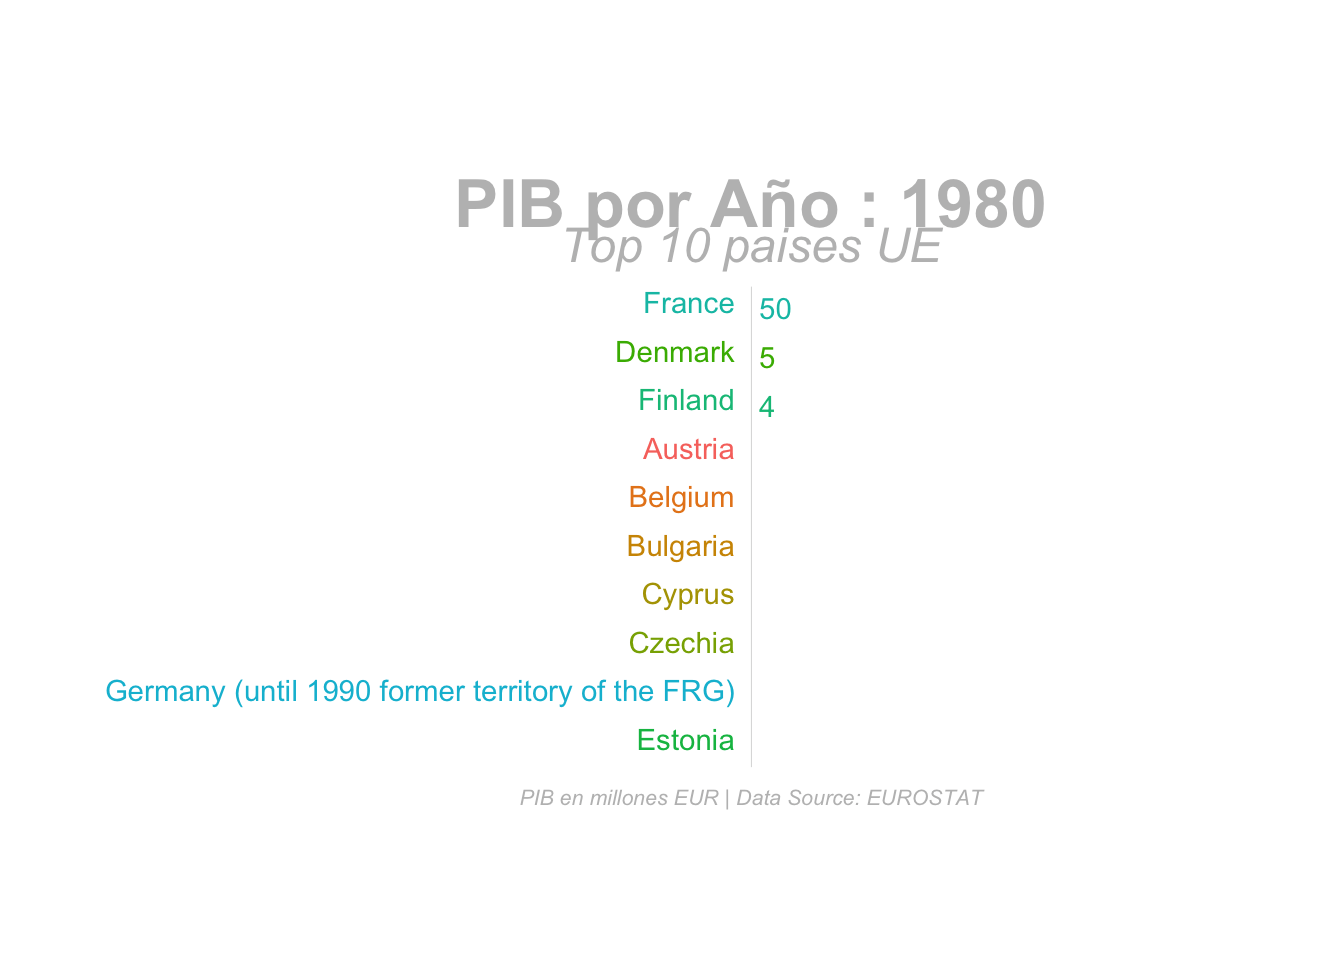 PIB por Año : 1980
Top 10 paises UE
France 50
Denmark 5
Finland 4
Austria
Belgium
Bulgaria
Cyprus
Czechia
Germany (until 1990 former territory of the FRG)
Estonia
PIB en millones EUR | Data Source: EUROSTAT